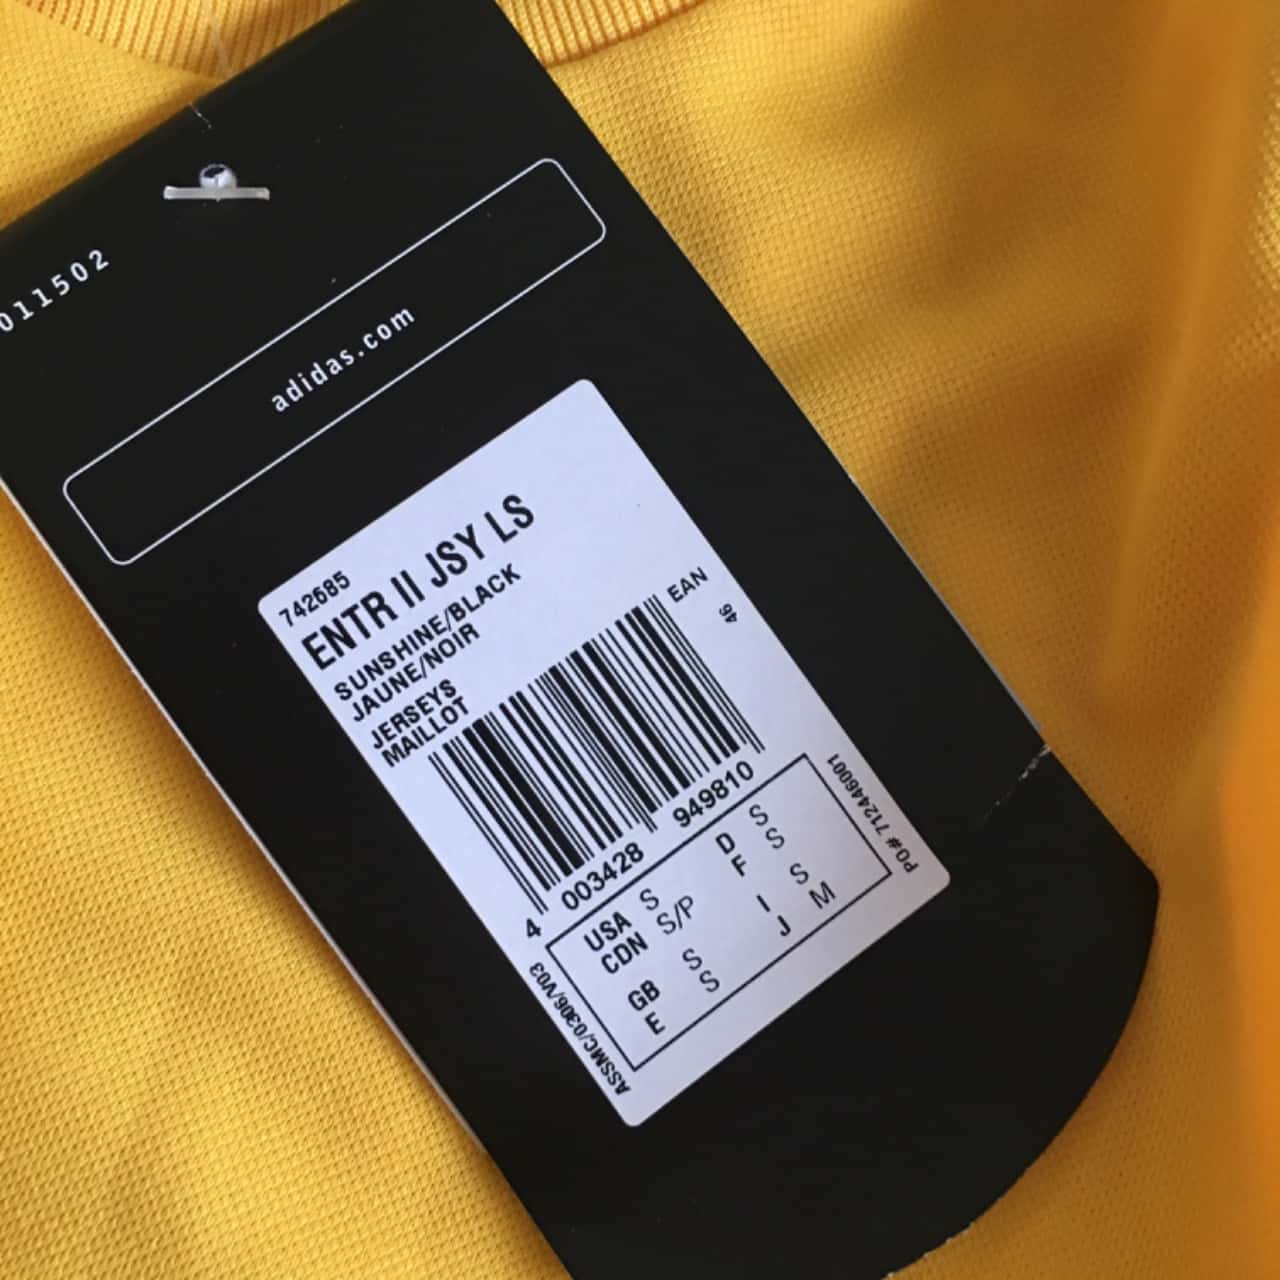 011502
adidas.com
742685
ENTR II JSY LS
SUNSHINE/BLACK
JAUNE/NOIR
JERSEYS
MAILLOT
EAN
46
4 003428 949810
USA S D S
CDN S/P F S
GB S I S
E S J M
ASSMC/0306/V03
PO# 712446001